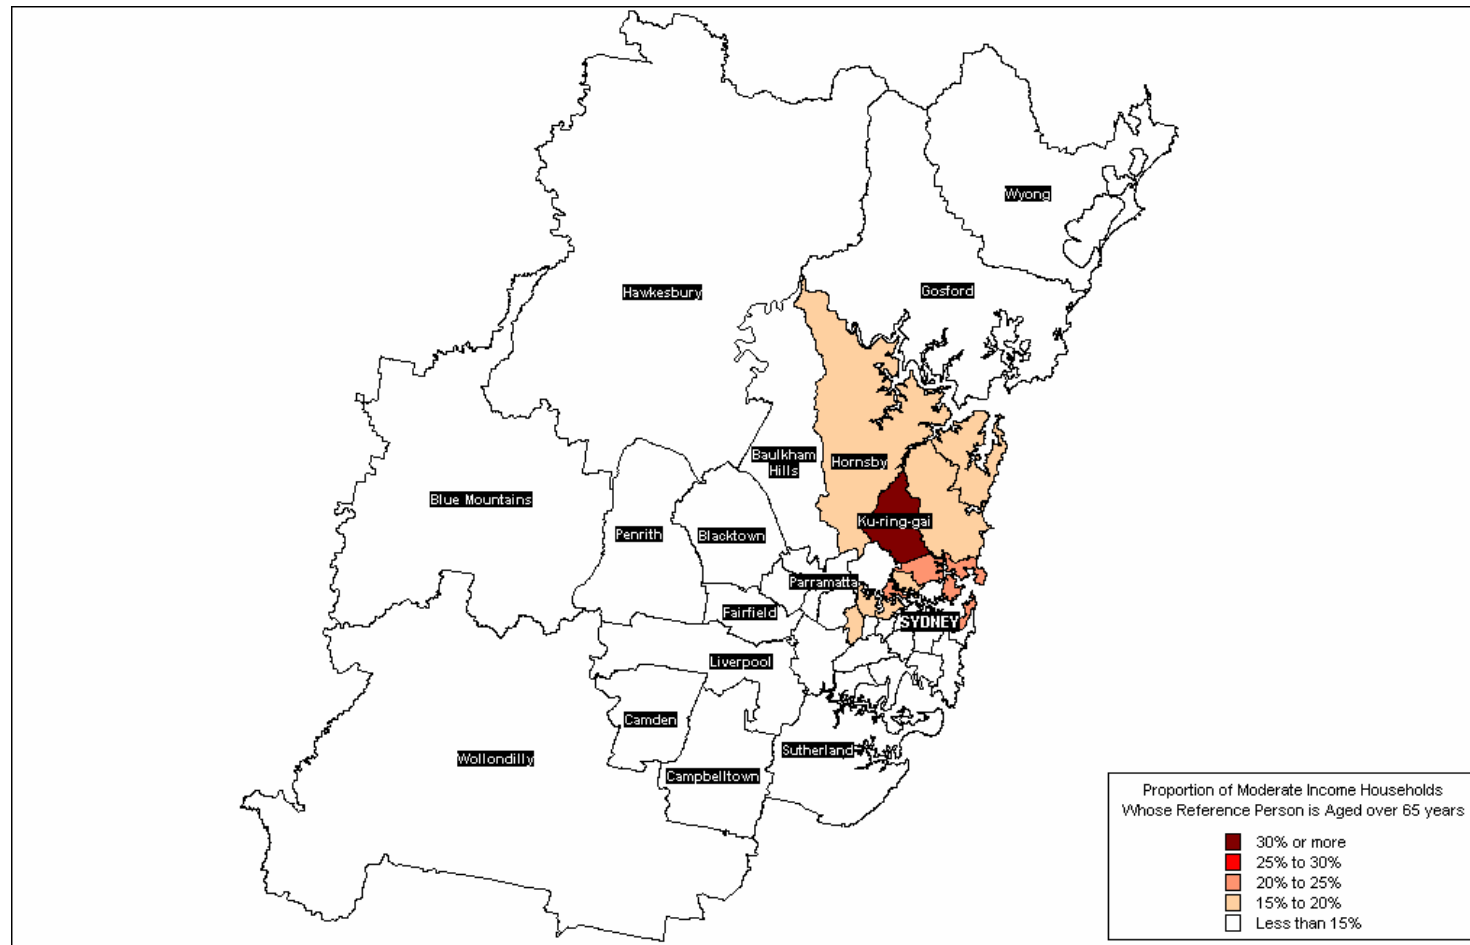 Wyong
Hawkesbury
Gosford
Baulkham
Hills
Hornsby
Blue Mountains
Ku-ring-gai
Penrith
Blacktown
Parramatta
Fairfield
SYDNEY
Liverpool
Camden
Sutherland
Wollondilly
Campbelltown
Proportion of Moderate Income Households
Whose Reference Person is Aged over 65 years
30% or more
25% to 30%
20% to 25%
15% to 20%
Less than 15%